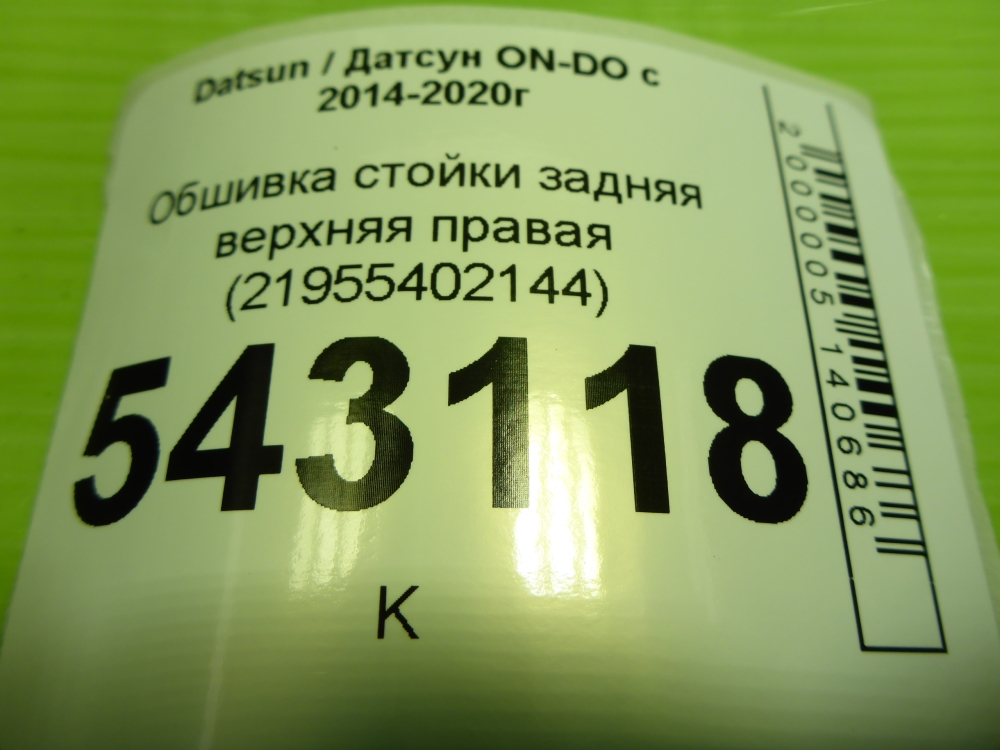 Datsun / Датсун ON-DO с
2014-2020г
Обшивка стойки задняя
верхняя правая
(21955402144)
543118
К
2000005140686